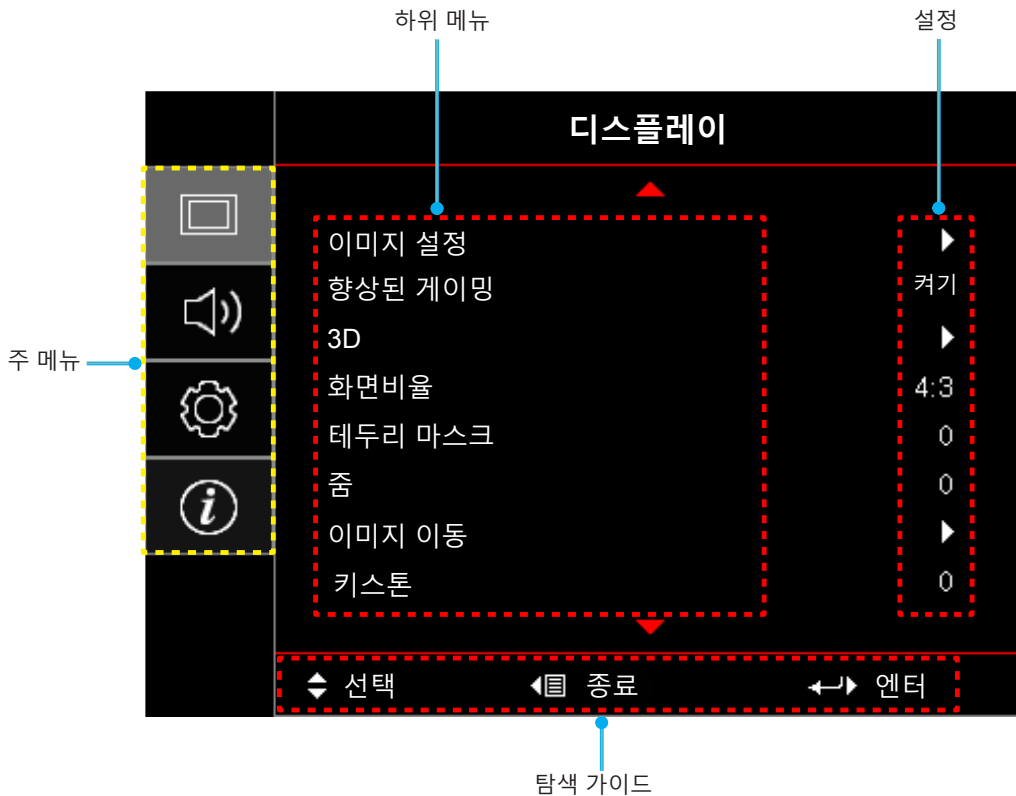 하위 메뉴
설정
디스플레이
이미지 설정
향상된 게이밍
켜기
3D
주 메뉴
화면비율
4:3
테두리 마스크
0
줌
0
이미지 이동
키스톤
0
선택
종료
엔터
탐색 가이드